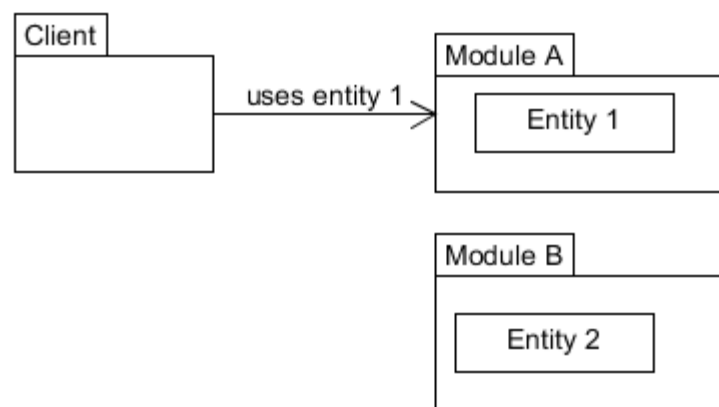 Client
Module A
uses entity 1
Entity 1
Module B
Entity 2